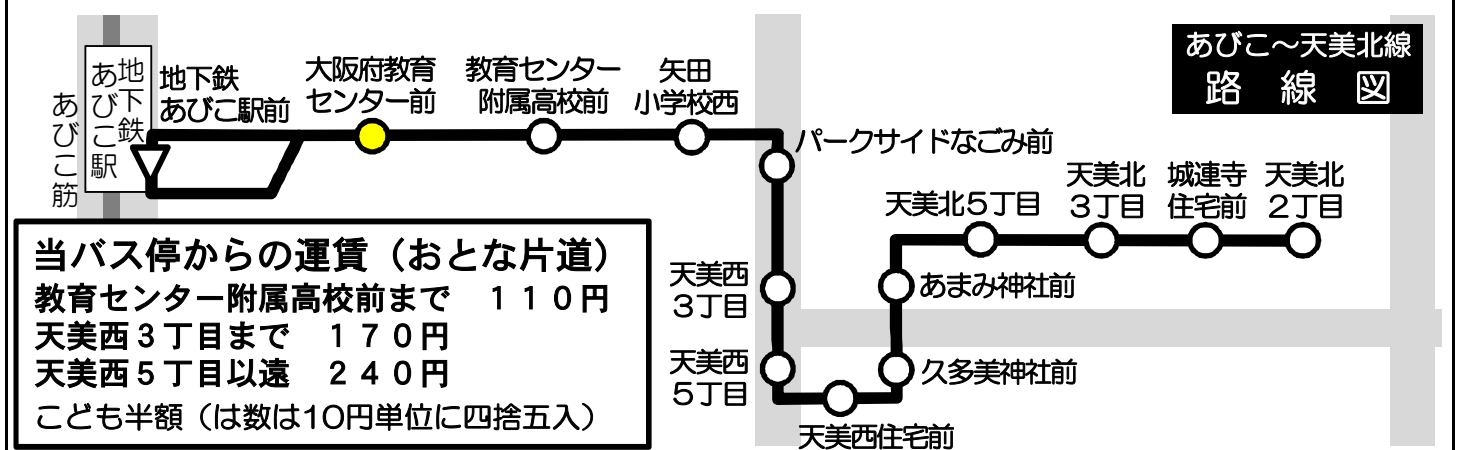 あびこ～天美北線
路線図
あびこ筋
地下鉄
あびこ駅
地下鉄
あびこ駅前
大阪府教育
センター前
教育センター
附属高校前
矢田
小学校西
パークサイドなごみ前
天美西
3丁目
天美西
5丁目
天美西住宅前
久多美神社前
あまみ神社前
天美北5丁目
天美北
3丁目
城連寺
住宅前
天美北
2丁目
当バス停からの運賃（おとな片道）
教育センター附属高校前まで　１１０円
天美西３丁目まで　１７０円
天美西５丁目以遠　２４０円
こども半額（は数は10円単位に四捨五入）